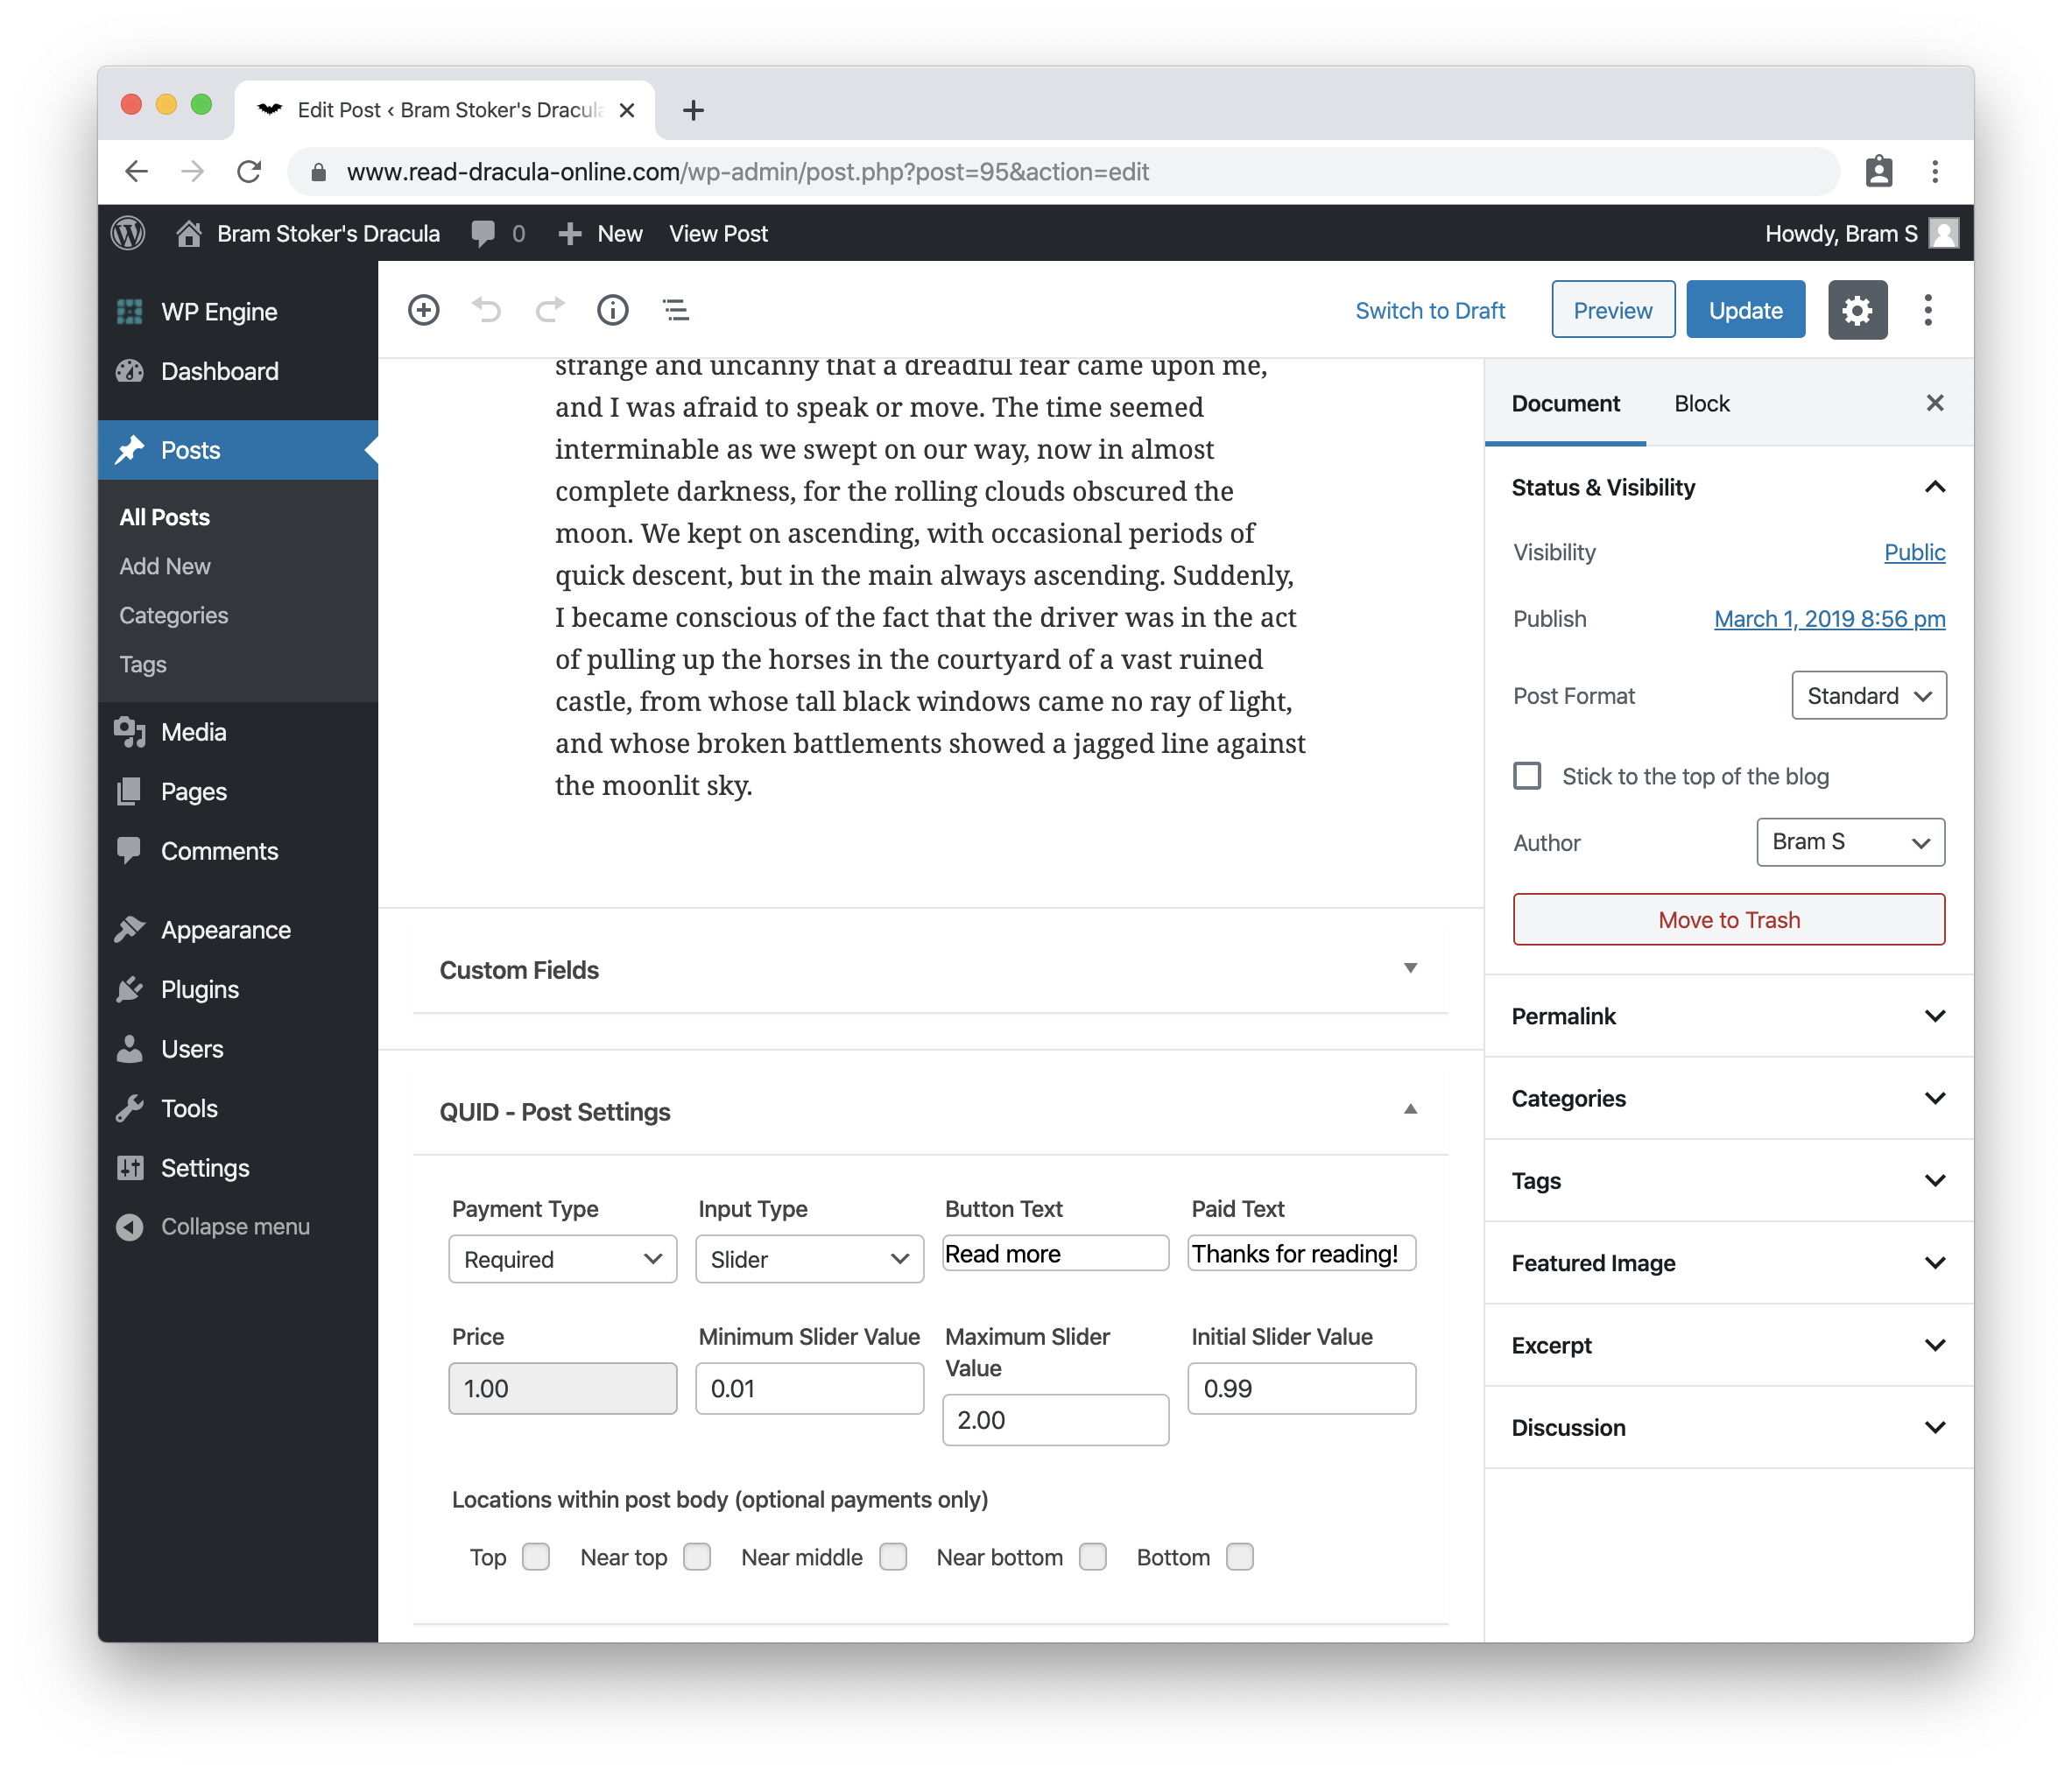 Edit Post ‹ Bram Stoker's Dracula
www.read-dracula-online.com/wp-admin/post.php?post=95&action=edit
Bram Stoker's Dracula 0 New View Post Howdy, Bram S
WP Engine
Dashboard
Posts
All Posts
Add New
Categories
Tags
Media
Pages
Comments
Appearance
Plugins
Users
Tools
Settings
Collapse menu
Switch to Draft Preview Update
strange and uncanny that a dreadful fear came upon me,
and I was afraid to speak or move. The time seemed
interminable as we swept on our way, now in almost
complete darkness, for the rolling clouds obscured the
moon. We kept on ascending, with occasional periods of
quick descent, but in the main always ascending. Suddenly,
I became conscious of the fact that the driver was in the act
of pulling up the horses in the courtyard of a vast ruined
castle, from whose tall black windows came no ray of light,
and whose broken battlements showed a jagged line against
the moonlit sky.
Custom Fields
QUID - Post Settings
Payment Type Input Type Button Text Paid Text
Required Slider Read more Thanks for reading!
Price Minimum Slider Value Maximum Slider Value Initial Slider Value
1.00 0.01 2.00 0.99
Locations within post body (optional payments only)
Top Near top Near middle Near bottom Bottom
Document Block
Status & Visibility
Visibility Public
Publish March 1, 2019 8:56 pm
Post Format Standard
Stick to the top of the blog
Author Bram S
Move to Trash
Permalink
Categories
Tags
Featured Image
Excerpt
Discussion